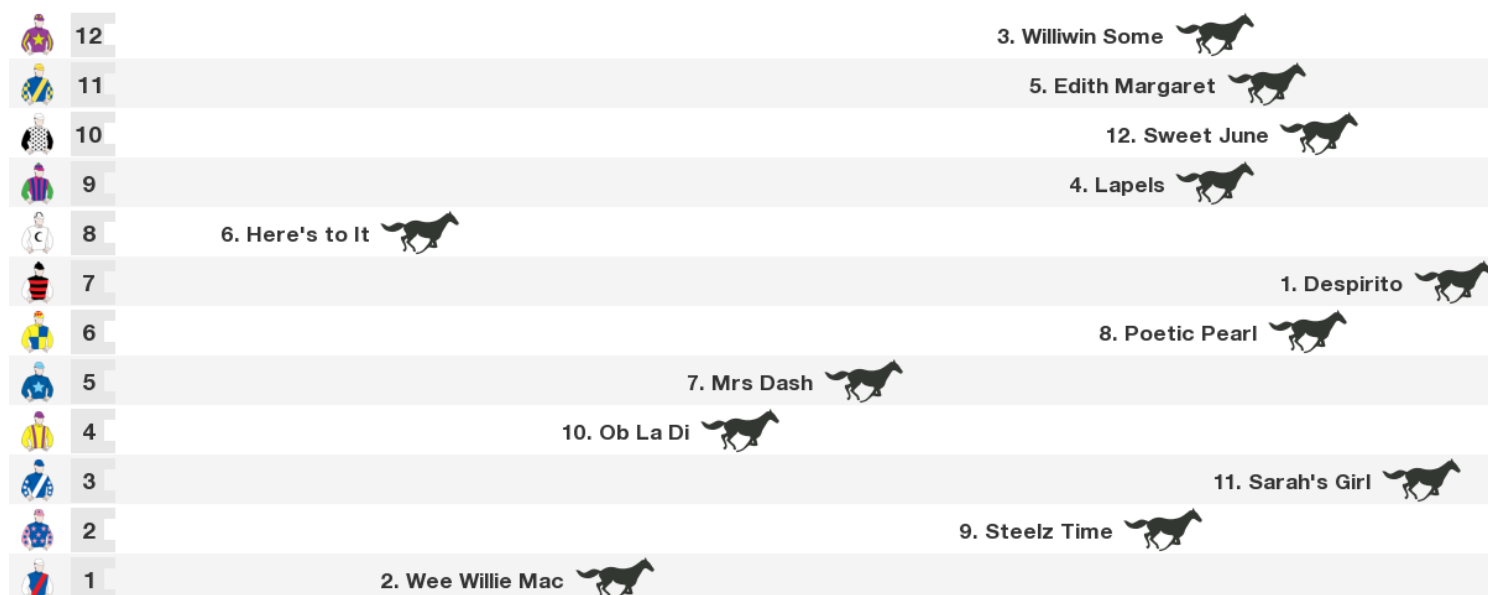 12 3. Williwin Some
11 5. Edith Margaret
10 12. Sweet June
9 4. Lapels
8 6. Here's to It
7 1. Despirito
6 8. Poetic Pearl
5 7. Mrs Dash
4 10. Ob La Di
3 11. Sarah's Girl
2 9. Steelz Time
1 2. Wee Willie Mac